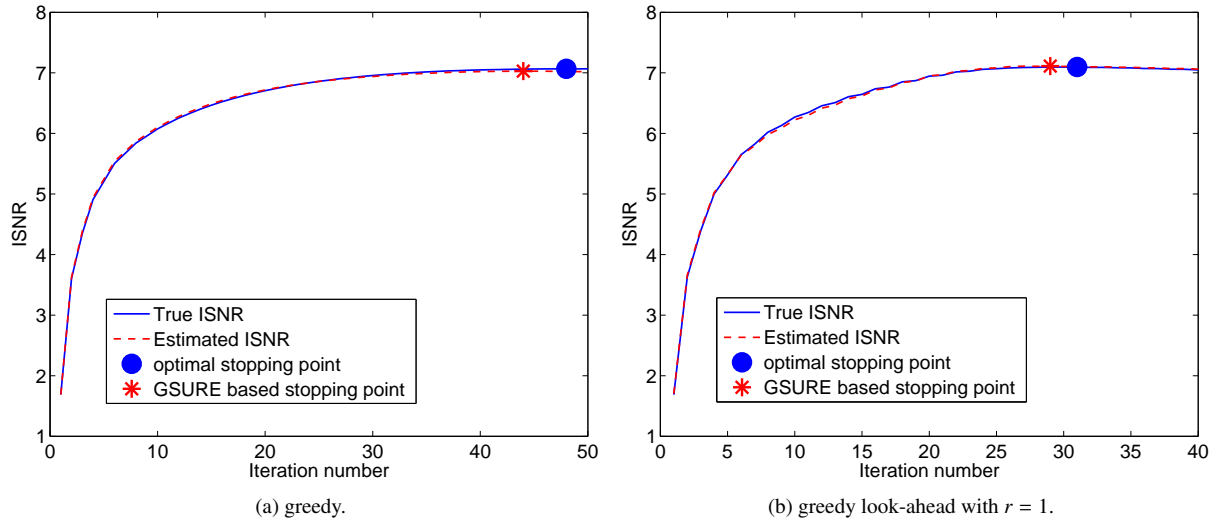 8
7
6
5
4
3
2
1
ISNR
0
10
20
30
40
50
Iteration number
True ISNR
Estimated ISNR
optimal stopping point
GSURE based stopping point
(a) greedy.
8
7
6
5
4
3
2
1
ISNR
0
5
10
15
20
25
30
35
40
Iteration number
True ISNR
Estimated ISNR
optimal stopping point
GSURE based stopping point
(b) greedy look-ahead with r = 1.